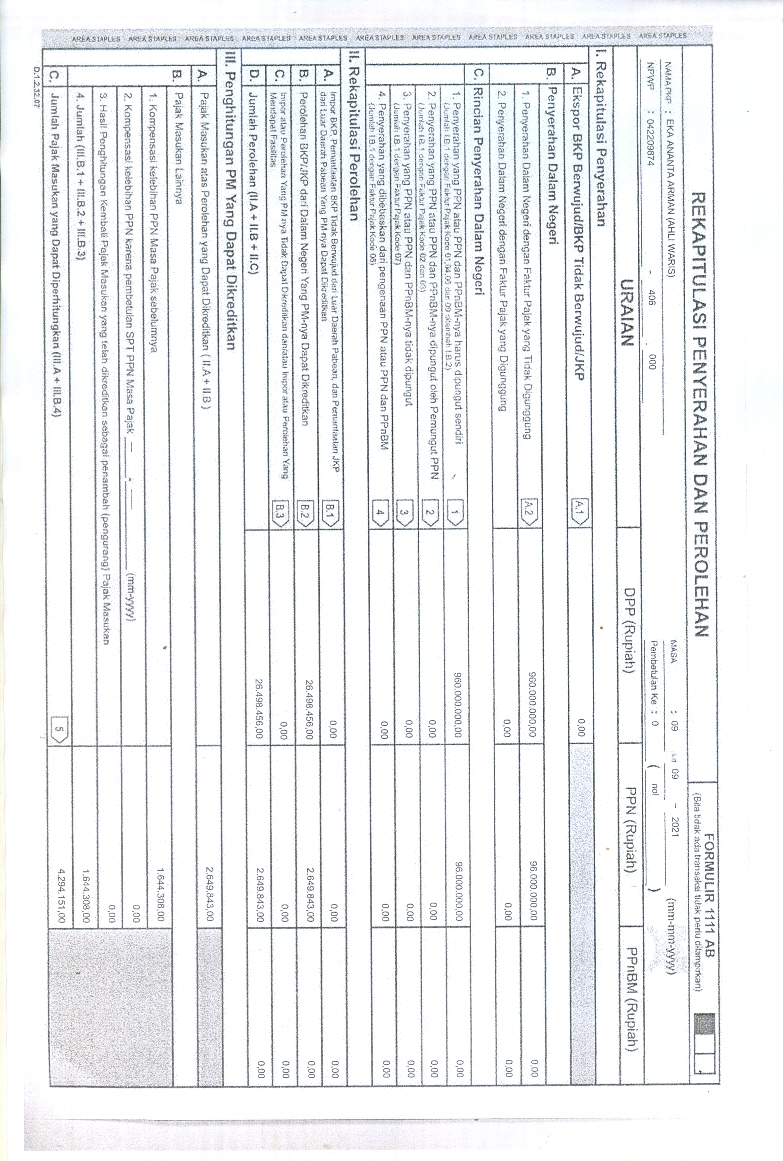 AREA STAPLES AREA STAPLES AREA STAPLES AREA STAPLES AREA STAPLES AREA STAPLES AREA STAPLES AREA STAPLES AREA STAPLES AREA STAPLES AREA STAPLES
REKAPITULASI PENYERAHAN DAN PEROLEHAN
FORMULIR 1111 AB
(Bila tidak ada transaksi tidak perlu dilampirkan)
NAMA PKP : EKA ANANTA ARMAN (AHLI WARIS)
MASA : 09 s.d 09 - 2021 (mm-mm-yyyy)
NPWP : 042209874 - 406 . 000
Pembetulan Ke : 0 ( nol )
URAIAN DPP (Rupiah) PPN (Rupiah) PPnBM (Rupiah)
I. Rekapitulasi Penyerahan
A. Ekspor BKP Berwujud/BKP Tidak Berwujud/JKP A.1 0,00
B. Penyerahan Dalam Negeri
1. Penyerahan Dalam Negeri dengan Faktur Pajak yang Tidak Digunggung A.2 960.000.000,00 96.000.000,00 0,00
2. Penyerahan Dalam Negeri dengan Faktur Pajak yang Digunggung 0,00 0,00 0,00
C. Rincian Penyerahan Dalam Negeri
1. Penyerahan yang PPN atau PPN dan PPnBM-nya harus dipungut sendiri 1 960.000.000,00 96.000.000,00 0,00
(Jumlah I.B.1 dengan Faktur Pajak Kode 01,04,06 dan 09 ditambah I.B.2)
2. Penyerahan yang PPN atau PPN dan PPnBM-nya dipungut oleh Pemungut PPN 2 0,00 0,00 0,00
(Jumlah I.B.1 dengan Faktur Pajak Kode 02 dan 03)
3. Penyerahan yang PPN atau PPN dan PPnBM-nya tidak dipungut 3 0,00 0,00 0,00
(Jumlah I.B.1 dengan Faktur Pajak Kode 07)
4. Penyerahan yang dibebaskan dari pengenaan PPN atau PPN dan PPnBM 4 0,00 0,00 0,00
(Jumlah I.B.1 dengan Faktur Pajak Kode 08)
II. Rekapitulasi Perolehan
A. Impor BKP, Pemanfaatan BKP Tidak Berwujud dari Luar Daerah Pabean, dan Pemanfaatan JKP
dari Luar Daerah Pabean Yang PM-nya Dapat Dikreditkan B.1 0,00 0,00 0,00
B. Perolehan BKP/JKP dari Dalam Negeri Yang PM-nya Dapat Dikreditkan B.2 26.498.456,00 2.649.843,00 0,00
C. Impor atau Perolehan Yang PM-nya Tidak Dapat Dikreditkan dan/atau Impor atau Perolehan Yang
Mendapat Fasilitas B.3 0,00 0,00 0,00
D. Jumlah Perolehan (II.A + II.B + II.C) 26.498.456,00 2.649.843,00 0,00
III. Penghitungan PM Yang Dapat Dikreditkan
A. Pajak Masukan atas Perolehan yang Dapat Dikreditkan ( II.A + II.B ) 2.649.843,00
B. Pajak Masukan Lainnya
1. Kompensasi kelebihan PPN Masa Pajak sebelumnya 1.644.308,00
2. Kompensasi kelebihan PPN karena pembetulan SPT PPN Masa Pajak - (mm-yyyy) 0,00
3. Hasil Penghitungan Kembali Pajak Masukan yang telah dikreditkan sebagai penambah (pengurang) Pajak Masukan 0,00
4. Jumlah (III.B.1 + III.B.2 + III.B.3) 1.644.308,00
C. Jumlah Pajak Masukan yang Dapat Diperhitungkan (III.A + III.B.4) 5 4.294.151,00
D.1.2.32.07